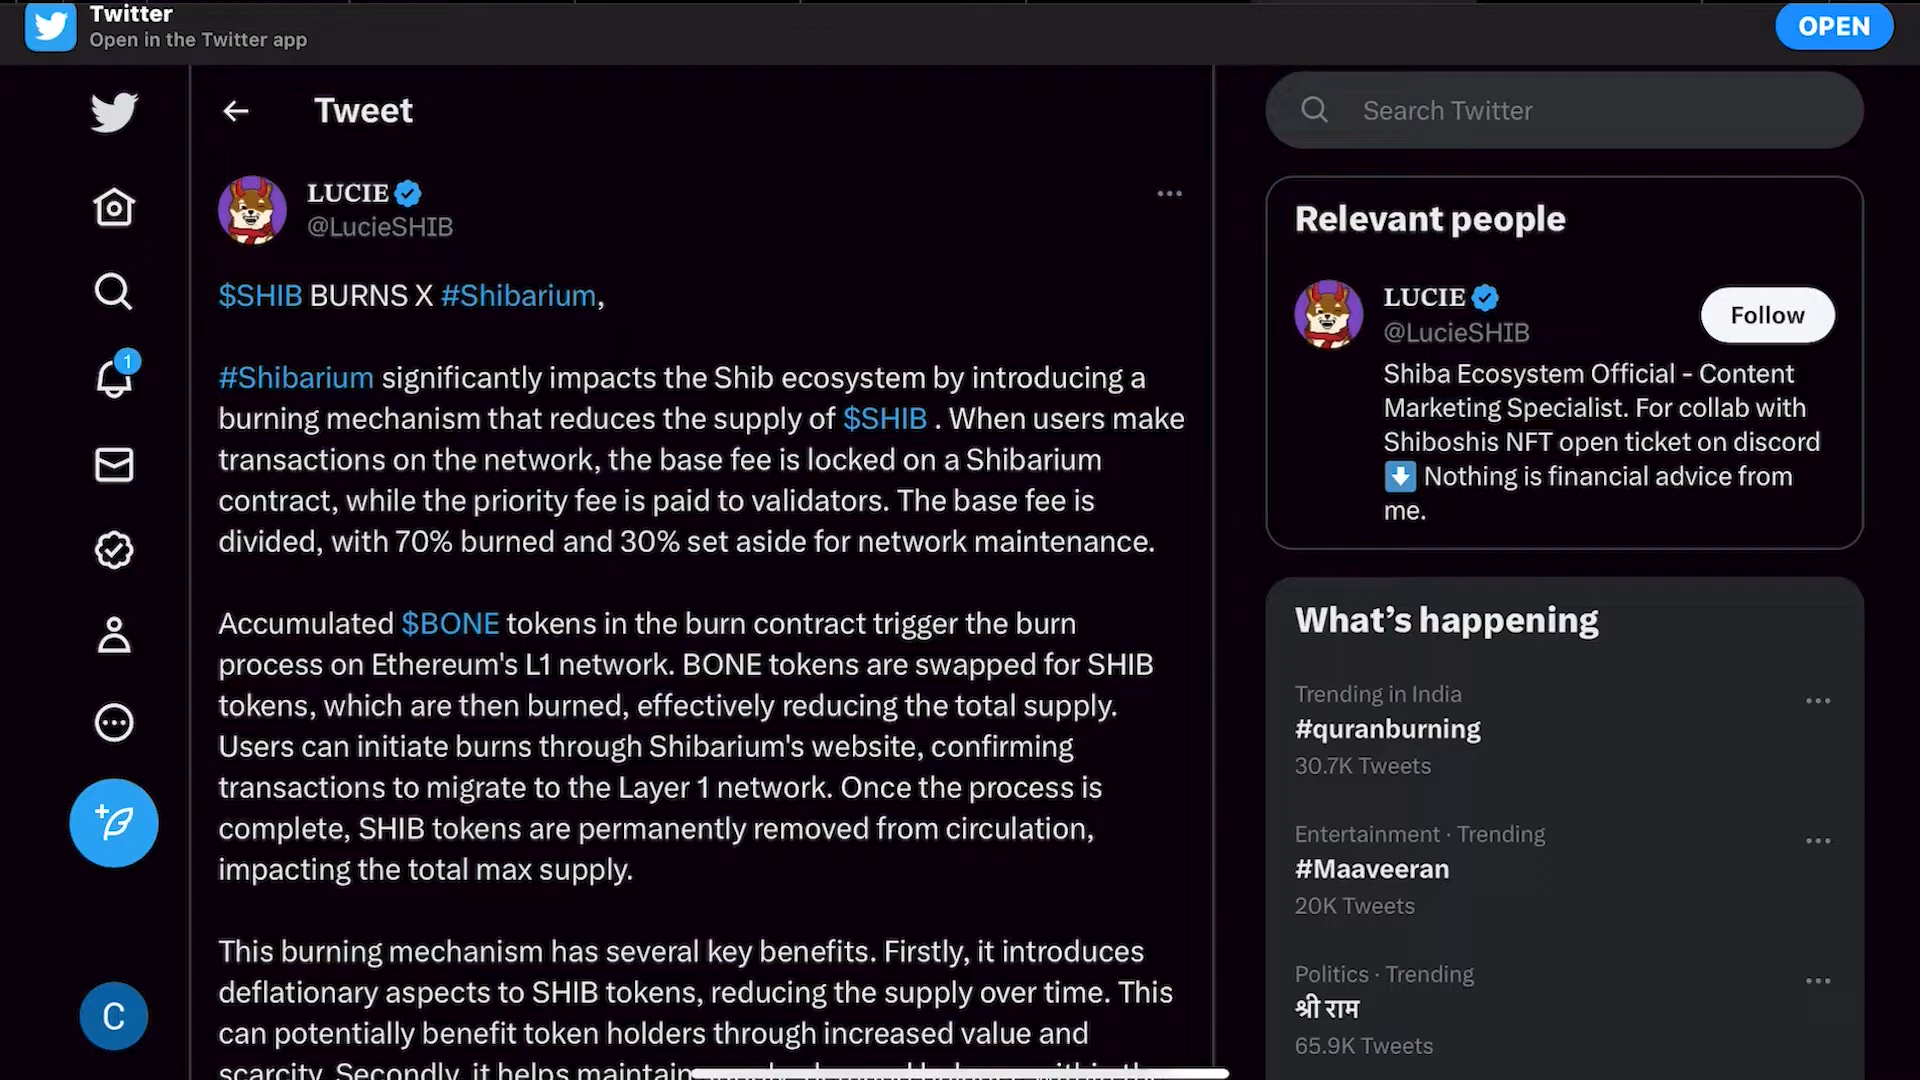 Twitter
Open in the Twitter app
OPEN
Tweet
Search Twitter
LUCIE
@LucieSHIB
$SHIB BURNS X #Shibarium,
#Shibarium significantly impacts the Shib ecosystem by introducing a
burning mechanism that reduces the supply of $SHIB . When users make
transactions on the network, the base fee is locked on a Shibarium
contract, while the priority fee is paid to validators. The base fee is
divided, with 70% burned and 30% set aside for network maintenance.
Accumulated $BONE tokens in the burn contract trigger the burn
process on Ethereum's L1 network. BONE tokens are swapped for SHIB
tokens, which are then burned, effectively reducing the total supply.
Users can initiate burns through Shibarium's website, confirming
transactions to migrate to the Layer 1 network. Once the process is
complete, SHIB tokens are permanently removed from circulation,
impacting the total max supply.
This burning mechanism has several key benefits. Firstly, it introduces
deflationary aspects to SHIB tokens, reducing the supply over time. This
can potentially benefit token holders through increased value and
scarcity. Secondly, it helps maintain
Relevant people
LUCIE
@LucieSHIB
Follow
Shiba Ecosystem Official - Content
Marketing Specialist. For collab with
Shiboshis NFT open ticket on discord
⬇️ Nothing is financial advice from
me.
What's happening
Trending in India
#quranburning
30.7K Tweets
Entertainment · Trending
#Maaveeran
20K Tweets
Politics · Trending
श्री राम
65.9K Tweets
1
C